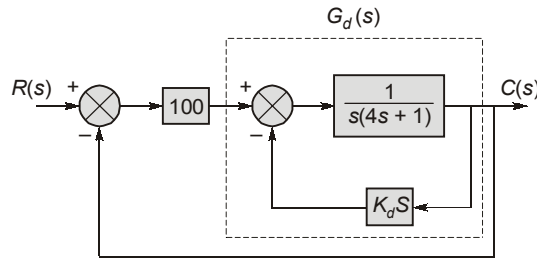 G_d(s)
R(s)
+
−
100
+
−
1
s(4s + 1)
C(s)
K_dS